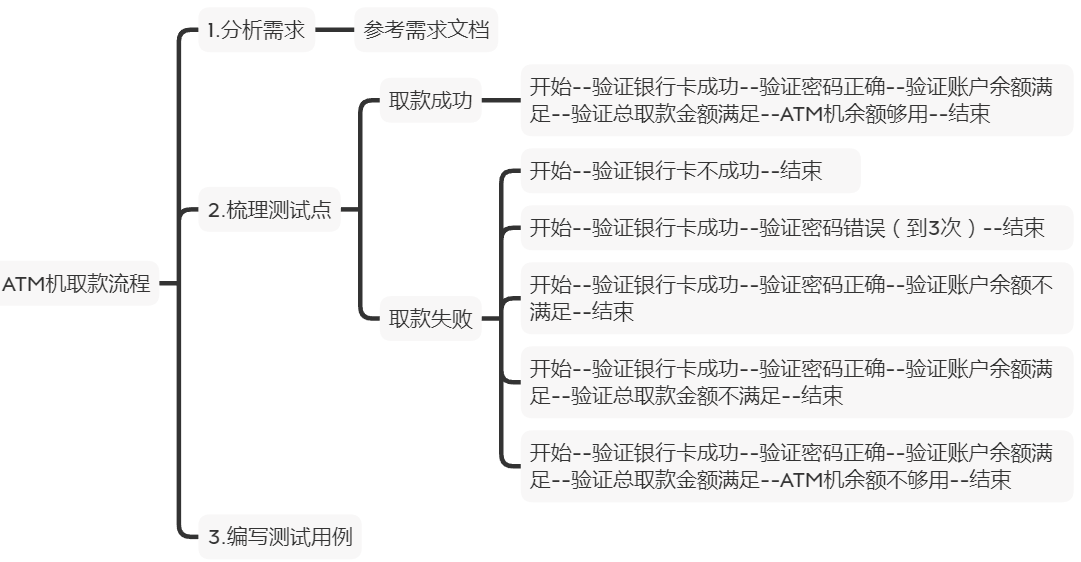 1.分析需求
参考需求文档
取款成功
开始--验证银行卡成功--验证密码正确--验证账户余额满
足--验证总取款金额满足--ATM机余额够用--结束
开始--验证银行卡不成功--结束
2.梳理测试点
开始--验证银行卡成功--验证密码错误（到3次）--结束
ATM机取款流程
开始--验证银行卡成功--验证密码正确--验证账户余额不
满足--结束
取款失败
开始--验证银行卡成功--验证密码正确--验证账户余额满
足--验证总取款金额不满足--结束
开始--验证银行卡成功--验证密码正确--验证账户余额满
足--验证总取款金额满足--ATM机余额不够用--结束
3.编写测试用例